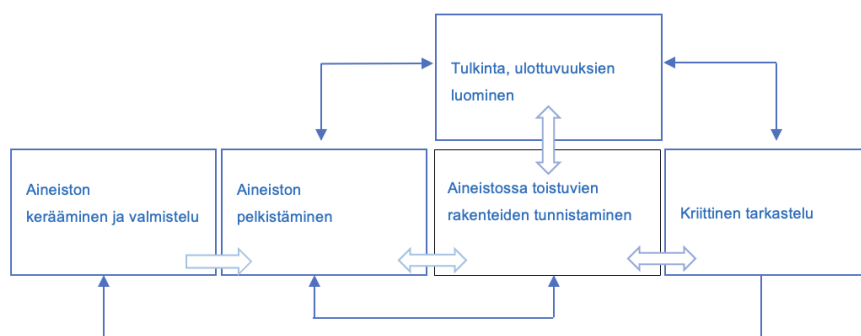 Tulkinta, ulottuvuuksien
luominen
Aineiston
kerääminen ja valmistelu
Aineiston
pelkistäminen
Aineistossa toistuvien
rakenteiden tunnistaminen
Kriittinen tarkastelu